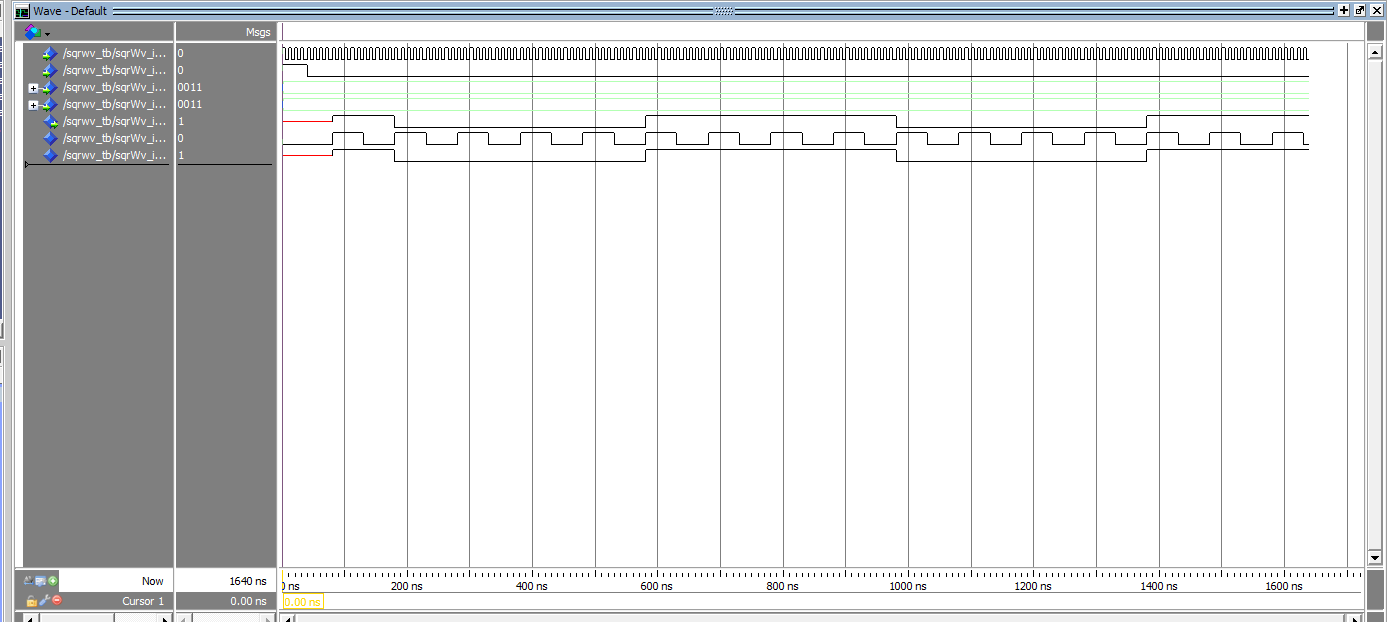 Wave - Default
Msgs
/sqrwv_tb/sqrWv_i... 0
/sqrwv_tb/sqrWv_i... 0
/sqrwv_tb/sqrWv_i... 0011
/sqrwv_tb/sqrWv_i... 0011
/sqrwv_tb/sqrWv_i... 1
/sqrwv_tb/sqrWv_i... 0
/sqrwv_tb/sqrWv_i... 1
Now 1640 ns ns 200 ns 400 ns 600 ns 800 ns 1000 ns 1200 ns 1400 ns 1600 ns
Cursor 1 0.00 ns 0.00 ns